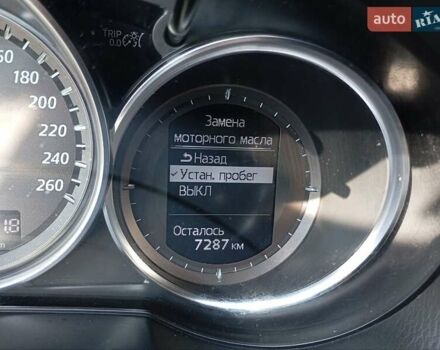 auto RIA
TRIP
0.0
160
180
200
220
240
260
Замена
моторного масла
Назад
Устан. пробег
ВЫКЛ
Осталось
7287 км